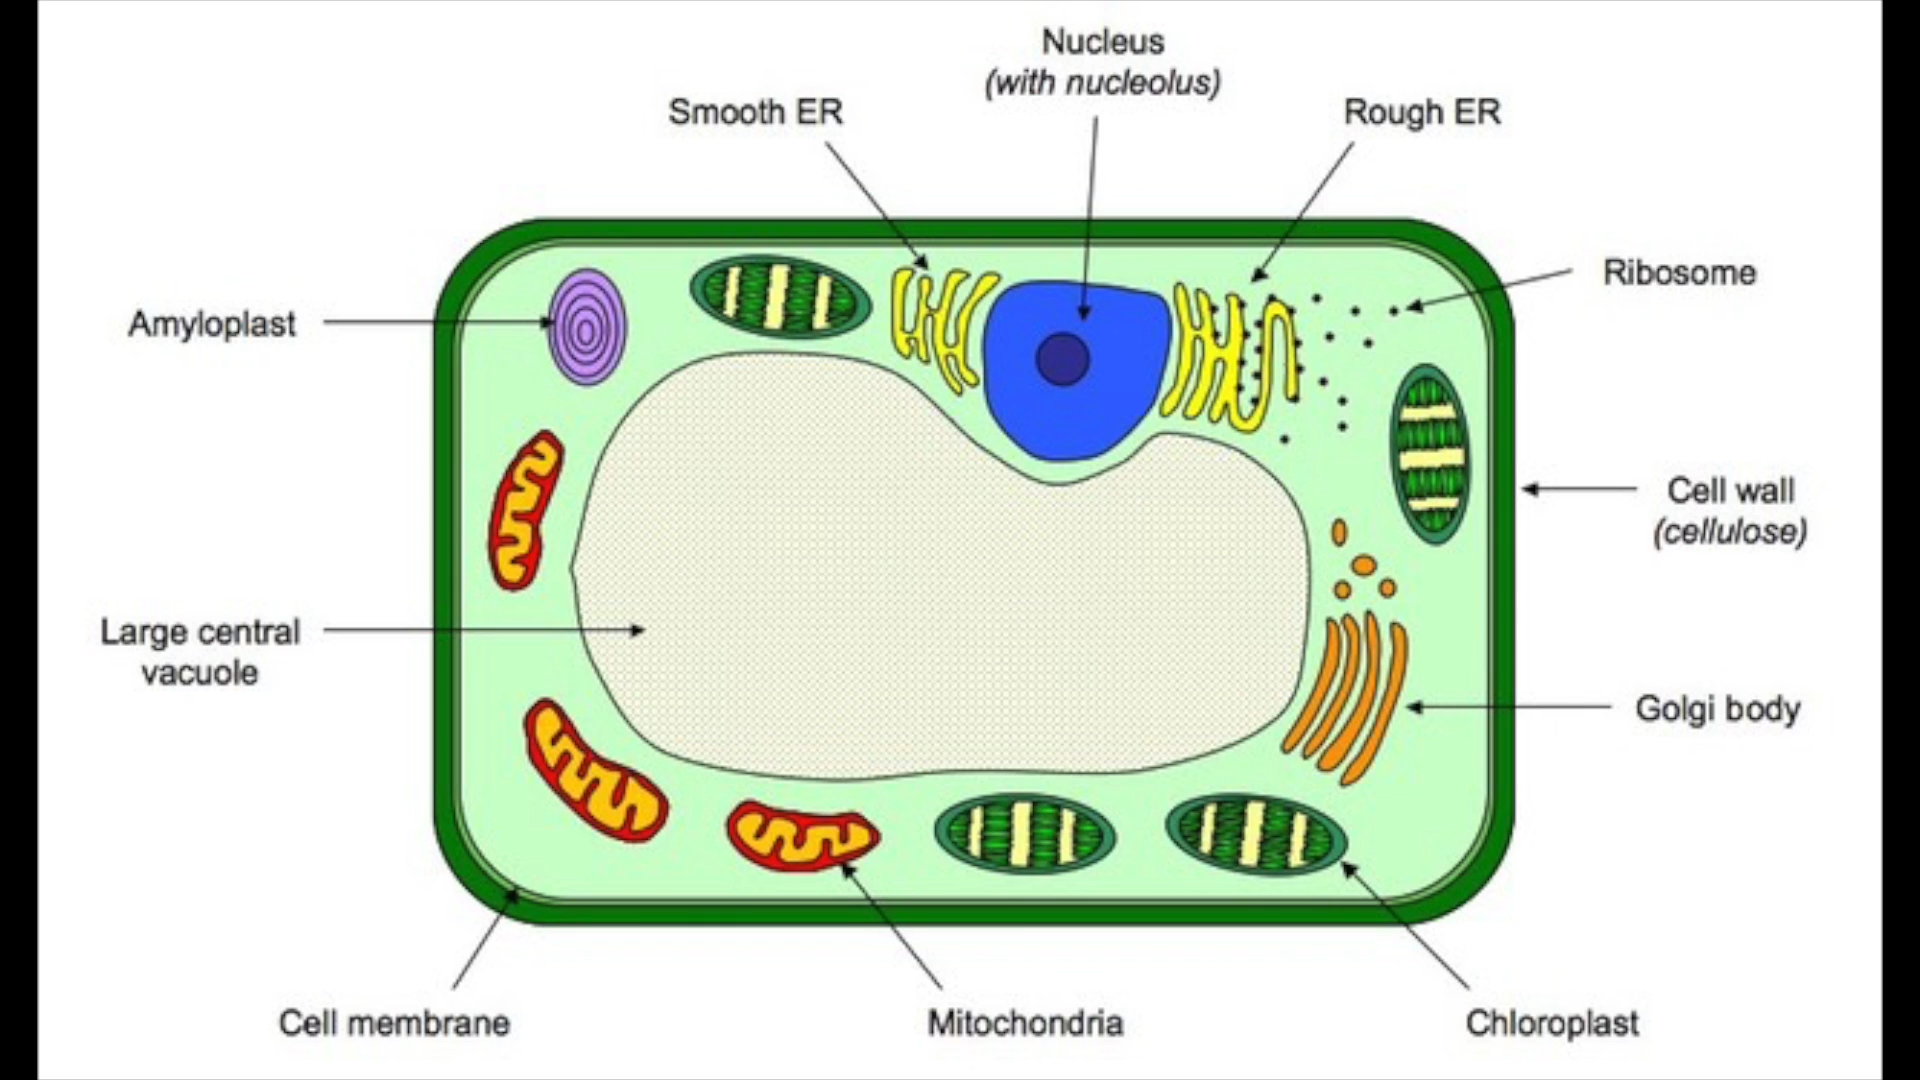 Nucleus
(with nucleolus)
Smooth ER
Rough ER
Ribosome
Amyloplast
Cell wall
(cellulose)
Large central
vacuole
Golgi body
Cell membrane
Mitochondria
Chloroplast